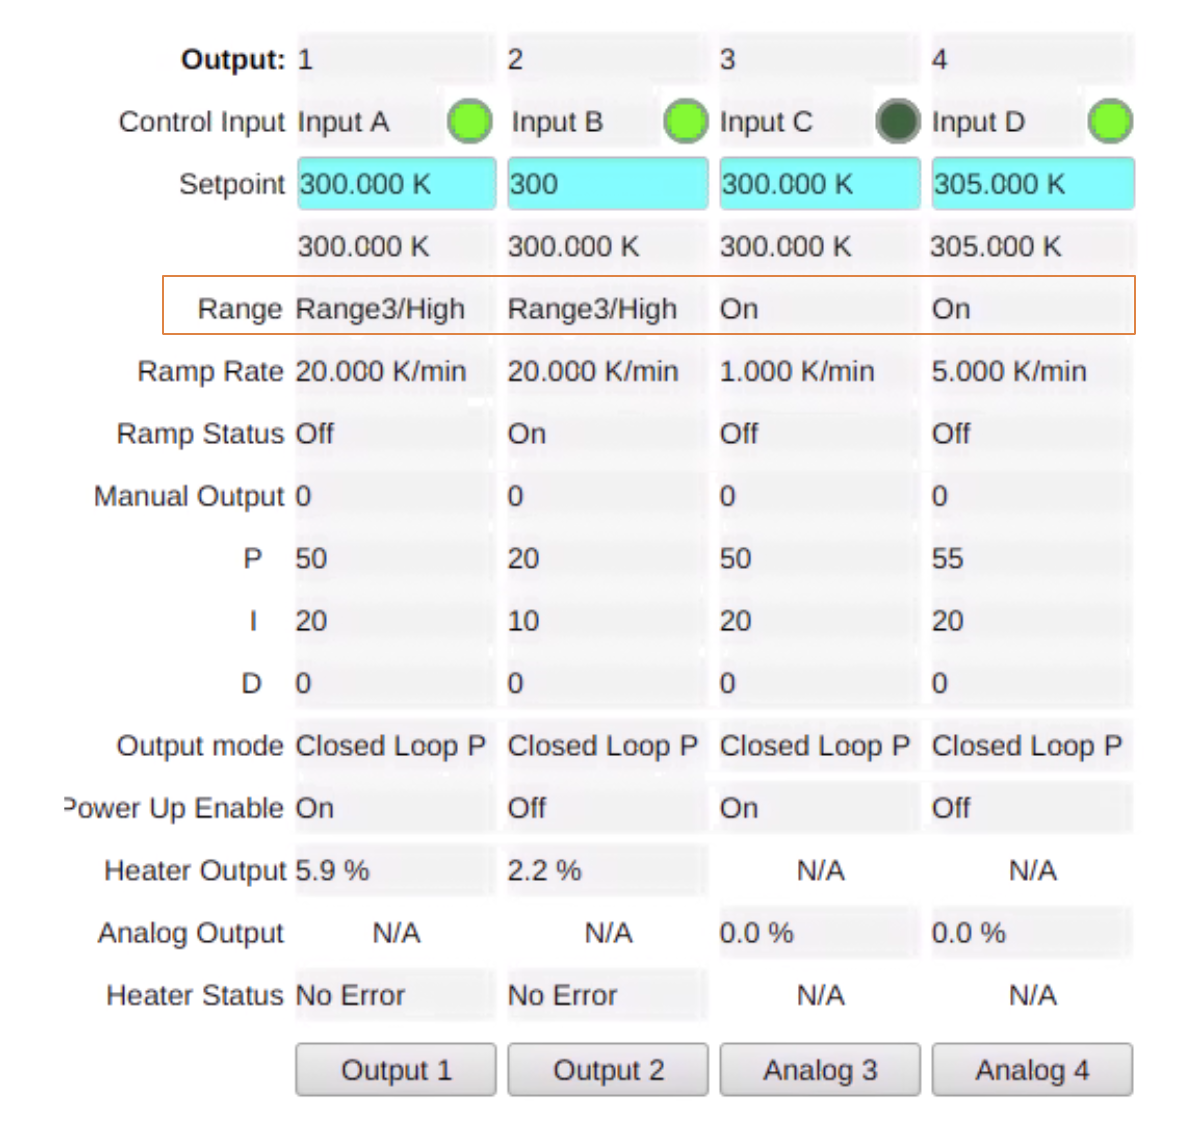 Output: 1 2 3 4
Control Input Input A Input B Input C Input D
Setpoint 300.000 K 300 300.000 K 305.000 K
300.000 K 300.000 K 300.000 K 305.000 K
Range Range3/High Range3/High On On
Ramp Rate 20.000 K/min 20.000 K/min 1.000 K/min 5.000 K/min
Ramp Status Off On Off Off
Manual Output 0 0 0 0
P 50 20 50 55
I 20 10 20 20
D 0 0 0 0
Output mode Closed Loop P Closed Loop P Closed Loop P Closed Loop P
Power Up Enable On Off On Off
Heater Output 5.9 % 2.2 % N/A N/A
Analog Output N/A N/A 0.0 % 0.0 %
Heater Status No Error No Error N/A N/A
Output 1 Output 2 Analog 3 Analog 4